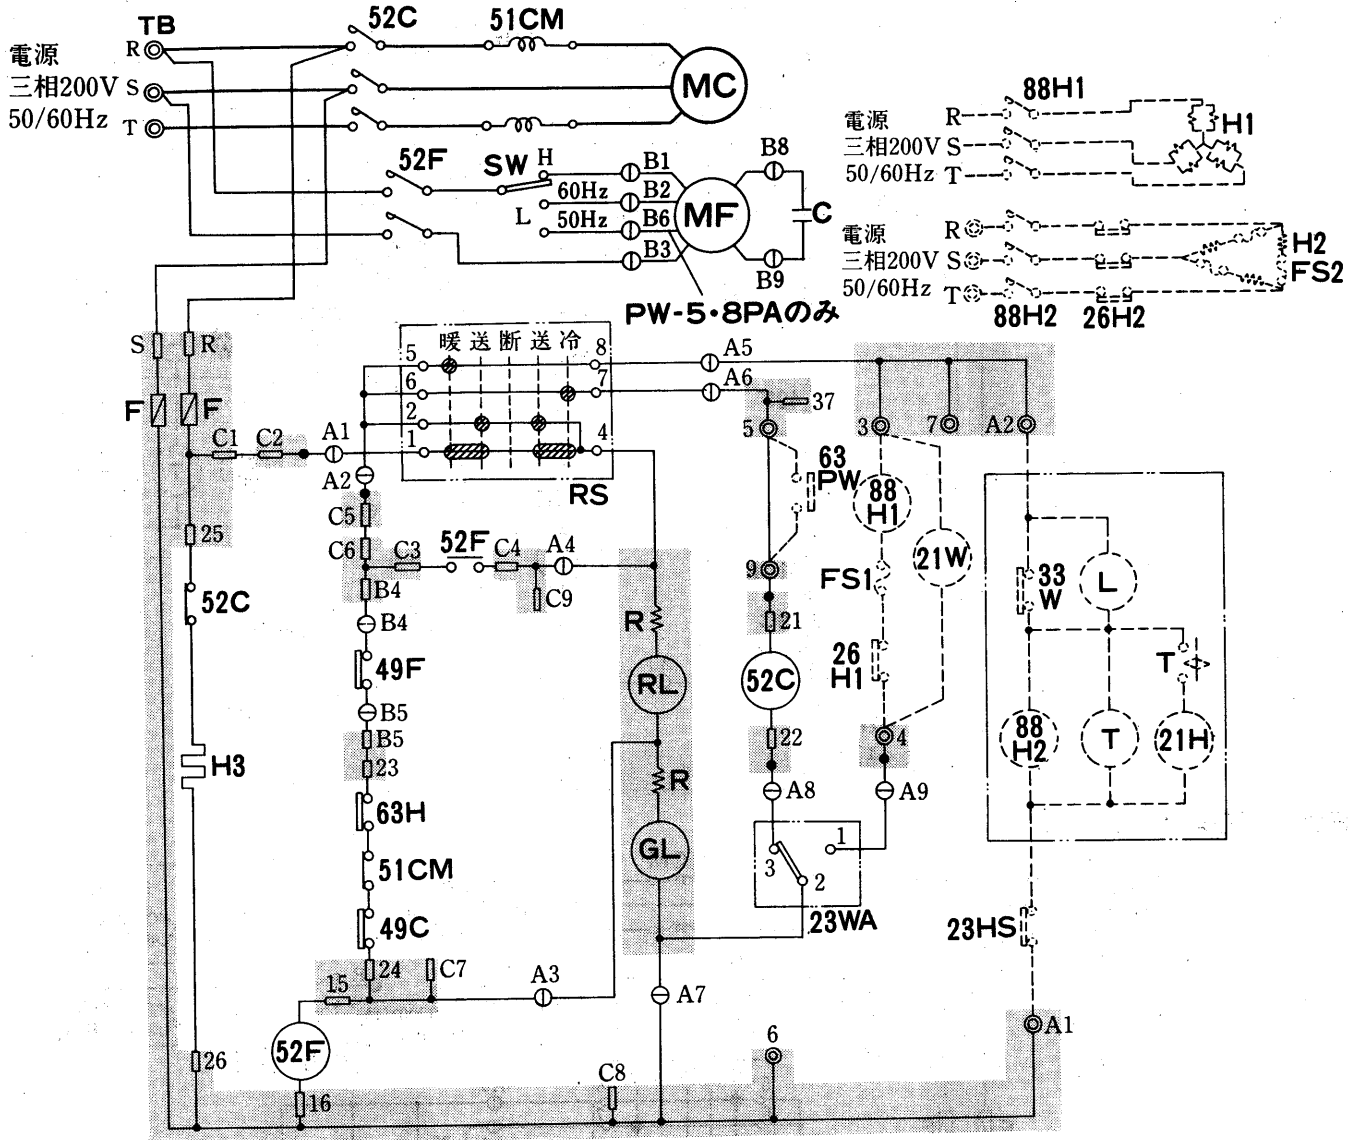 TB
52C
51CM
電源
三相200V
50/60Hz
R
S
T
MC
52F
SW
H
60Hz
L
50Hz
B1
B2
B6
B3
MF
B8
C
B9
PW-5・8PAのみ
電源
三相200V
50/60Hz
R
S
T
88H1
H1
電源
三相200V
50/60Hz
R
S
T
88H2
26H2
H2
FS2
S
R
F
F
C1
C2
A1
A2
暖 送 断 送 冷
5
6
2
1
8
7
4
RS
A5
A6
37
5
3
7
A2
63
PW
88
H1
21W
FS1
26
H1
25
52C
C5
C6
C3
52F
C4
A4
C9
B4
B4
49F
B5
B5
23
63H
51CM
49C
24
C7
15
A3
52F
16
H3
26
R
RL
R
GL
9
21
52C
22
A8
4
A9
3
1
2
23WA
A7
C8
6
33
W
L
T
88
H2
T
21H
23HS
A1